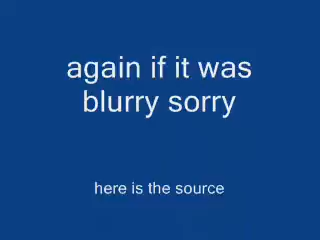 again if it was
blurry sorry
here is the source